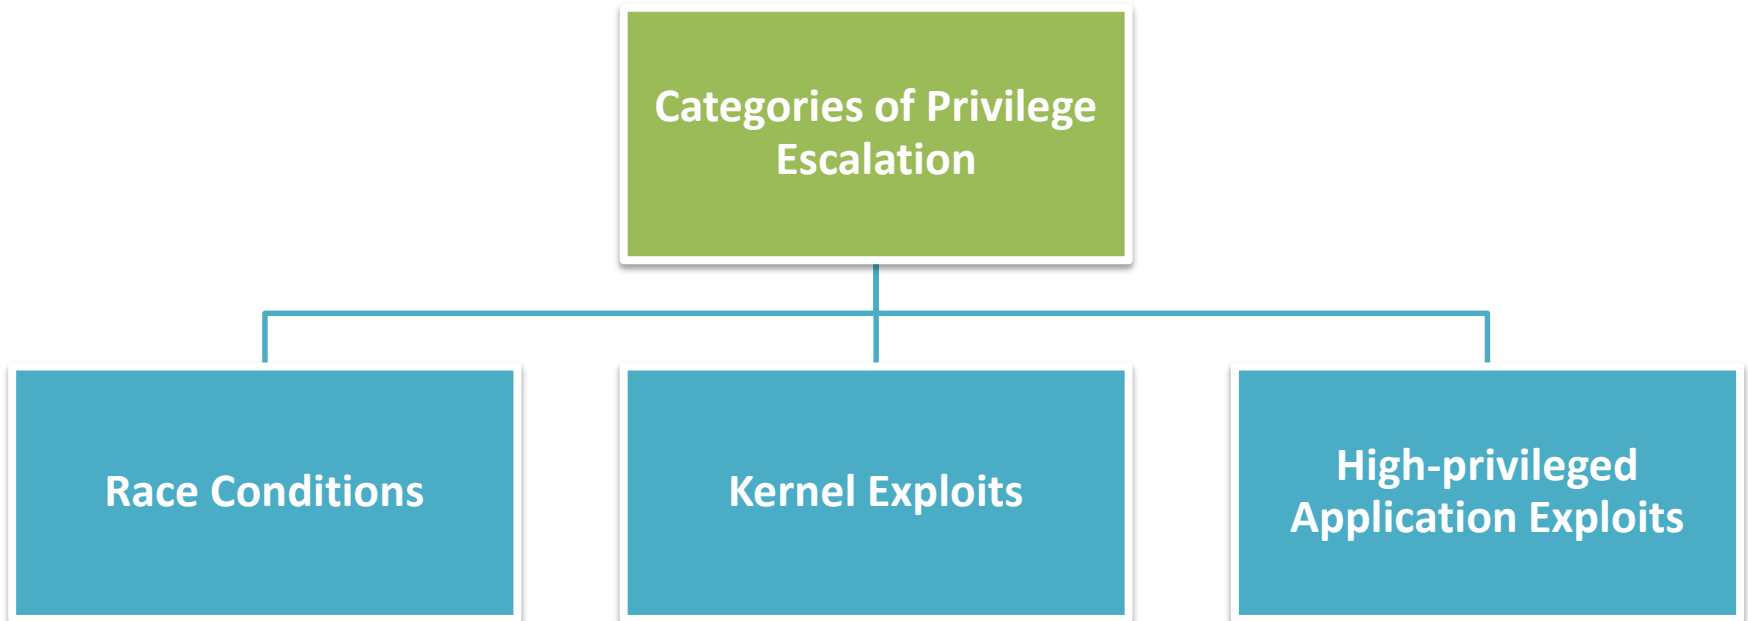 Categories of Privilege
Escalation
Race Conditions
Kernel Exploits
High-privileged
Application Exploits